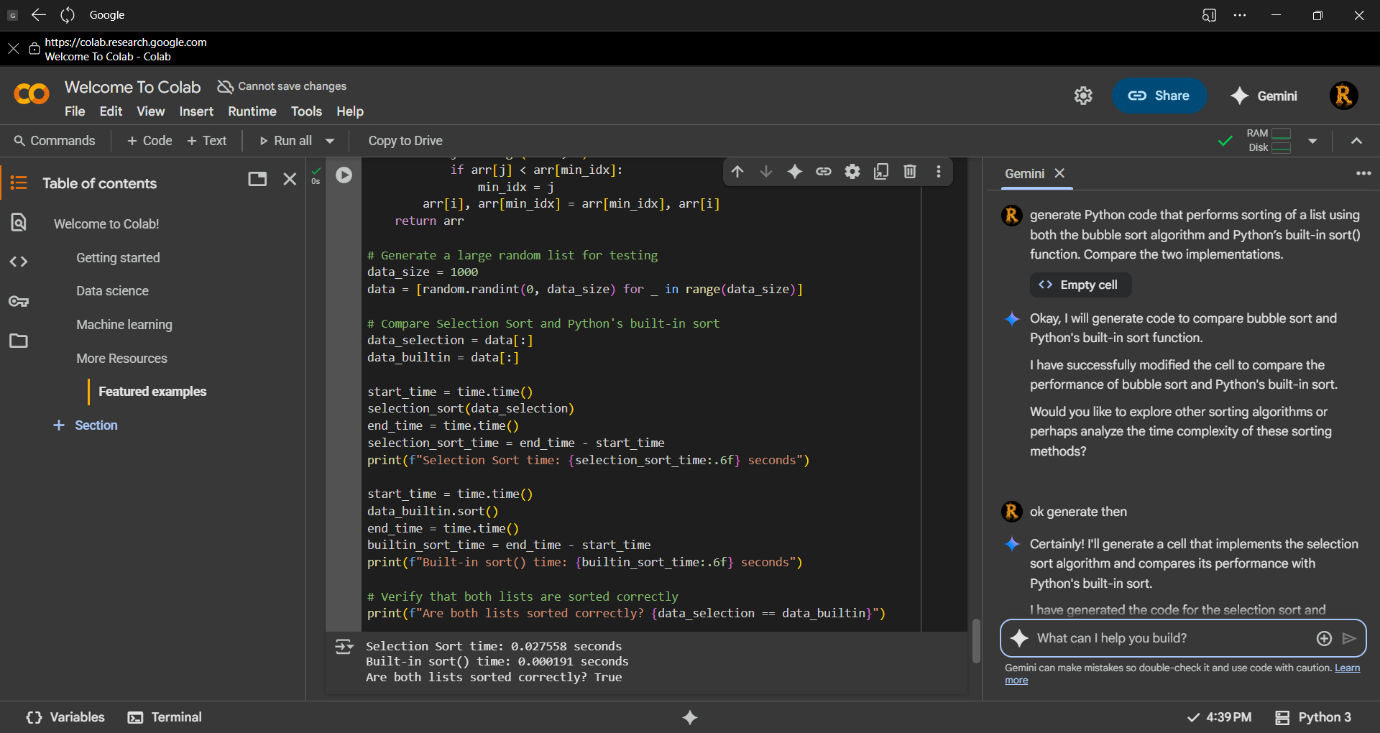 Google
https://colab.research.google.com
Welcome To Colab - Colab
Welcome To Colab
Cannot save changes
File Edit View Insert Runtime Tools Help
Share
Gemini
Commands
+ Code + Text
Run all
Copy to Drive
RAM
Disk
Table of contents
Welcome to Colab!
Getting started
Data science
Machine learning
More Resources
Featured examples
+ Section
0s
if arr[j] < arr[min_idx]:
min_idx = j
arr[i], arr[min_idx] = arr[min_idx], arr[i]
return arr
# Generate a large random list for testing
data_size = 1000
data = [random.randint(0, data_size) for _ in range(data_size)]
# Compare Selection Sort and Python's built-in sort
data_selection = data[:]
data_builtin = data[:]
start_time = time.time()
selection_sort(data_selection)
end_time = time.time()
selection_sort_time = end_time - start_time
print(f"Selection Sort time: {selection_sort_time:.6f} seconds")
start_time = time.time()
data_builtin.sort()
end_time = time.time()
builtin_sort_time = end_time - start_time
print(f"Built-in sort() time: {builtin_sort_time:.6f} seconds")
# Verify that both lists are sorted correctly
print(f"Are both lists sorted correctly? {data_selection == data_builtin}")
Selection Sort time: 0.027558 seconds
Built-in sort() time: 0.000191 seconds
Are both lists sorted correctly? True
Gemini
generate Python code that performs sorting of a list using
both the bubble sort algorithm and Python's built-in sort()
function. Compare the two implementations.
Empty cell
Okay, I will generate code to compare bubble sort and
Python's built-in sort function.
I have successfully modified the cell to compare the
performance of bubble sort and Python's built-in sort.
Would you like to explore other sorting algorithms or
perhaps analyze the time complexity of these sorting
methods?
ok generate then
Certainly! I'll generate a cell that implements the selection
sort algorithm and compares its performance with
Python's built-in sort.
I have generated the code for the selection sort and
What can I help you build?
Gemini can make mistakes so double-check it and use code with caution. Learn
more
Variables
Terminal
4:39 PM
Python 3